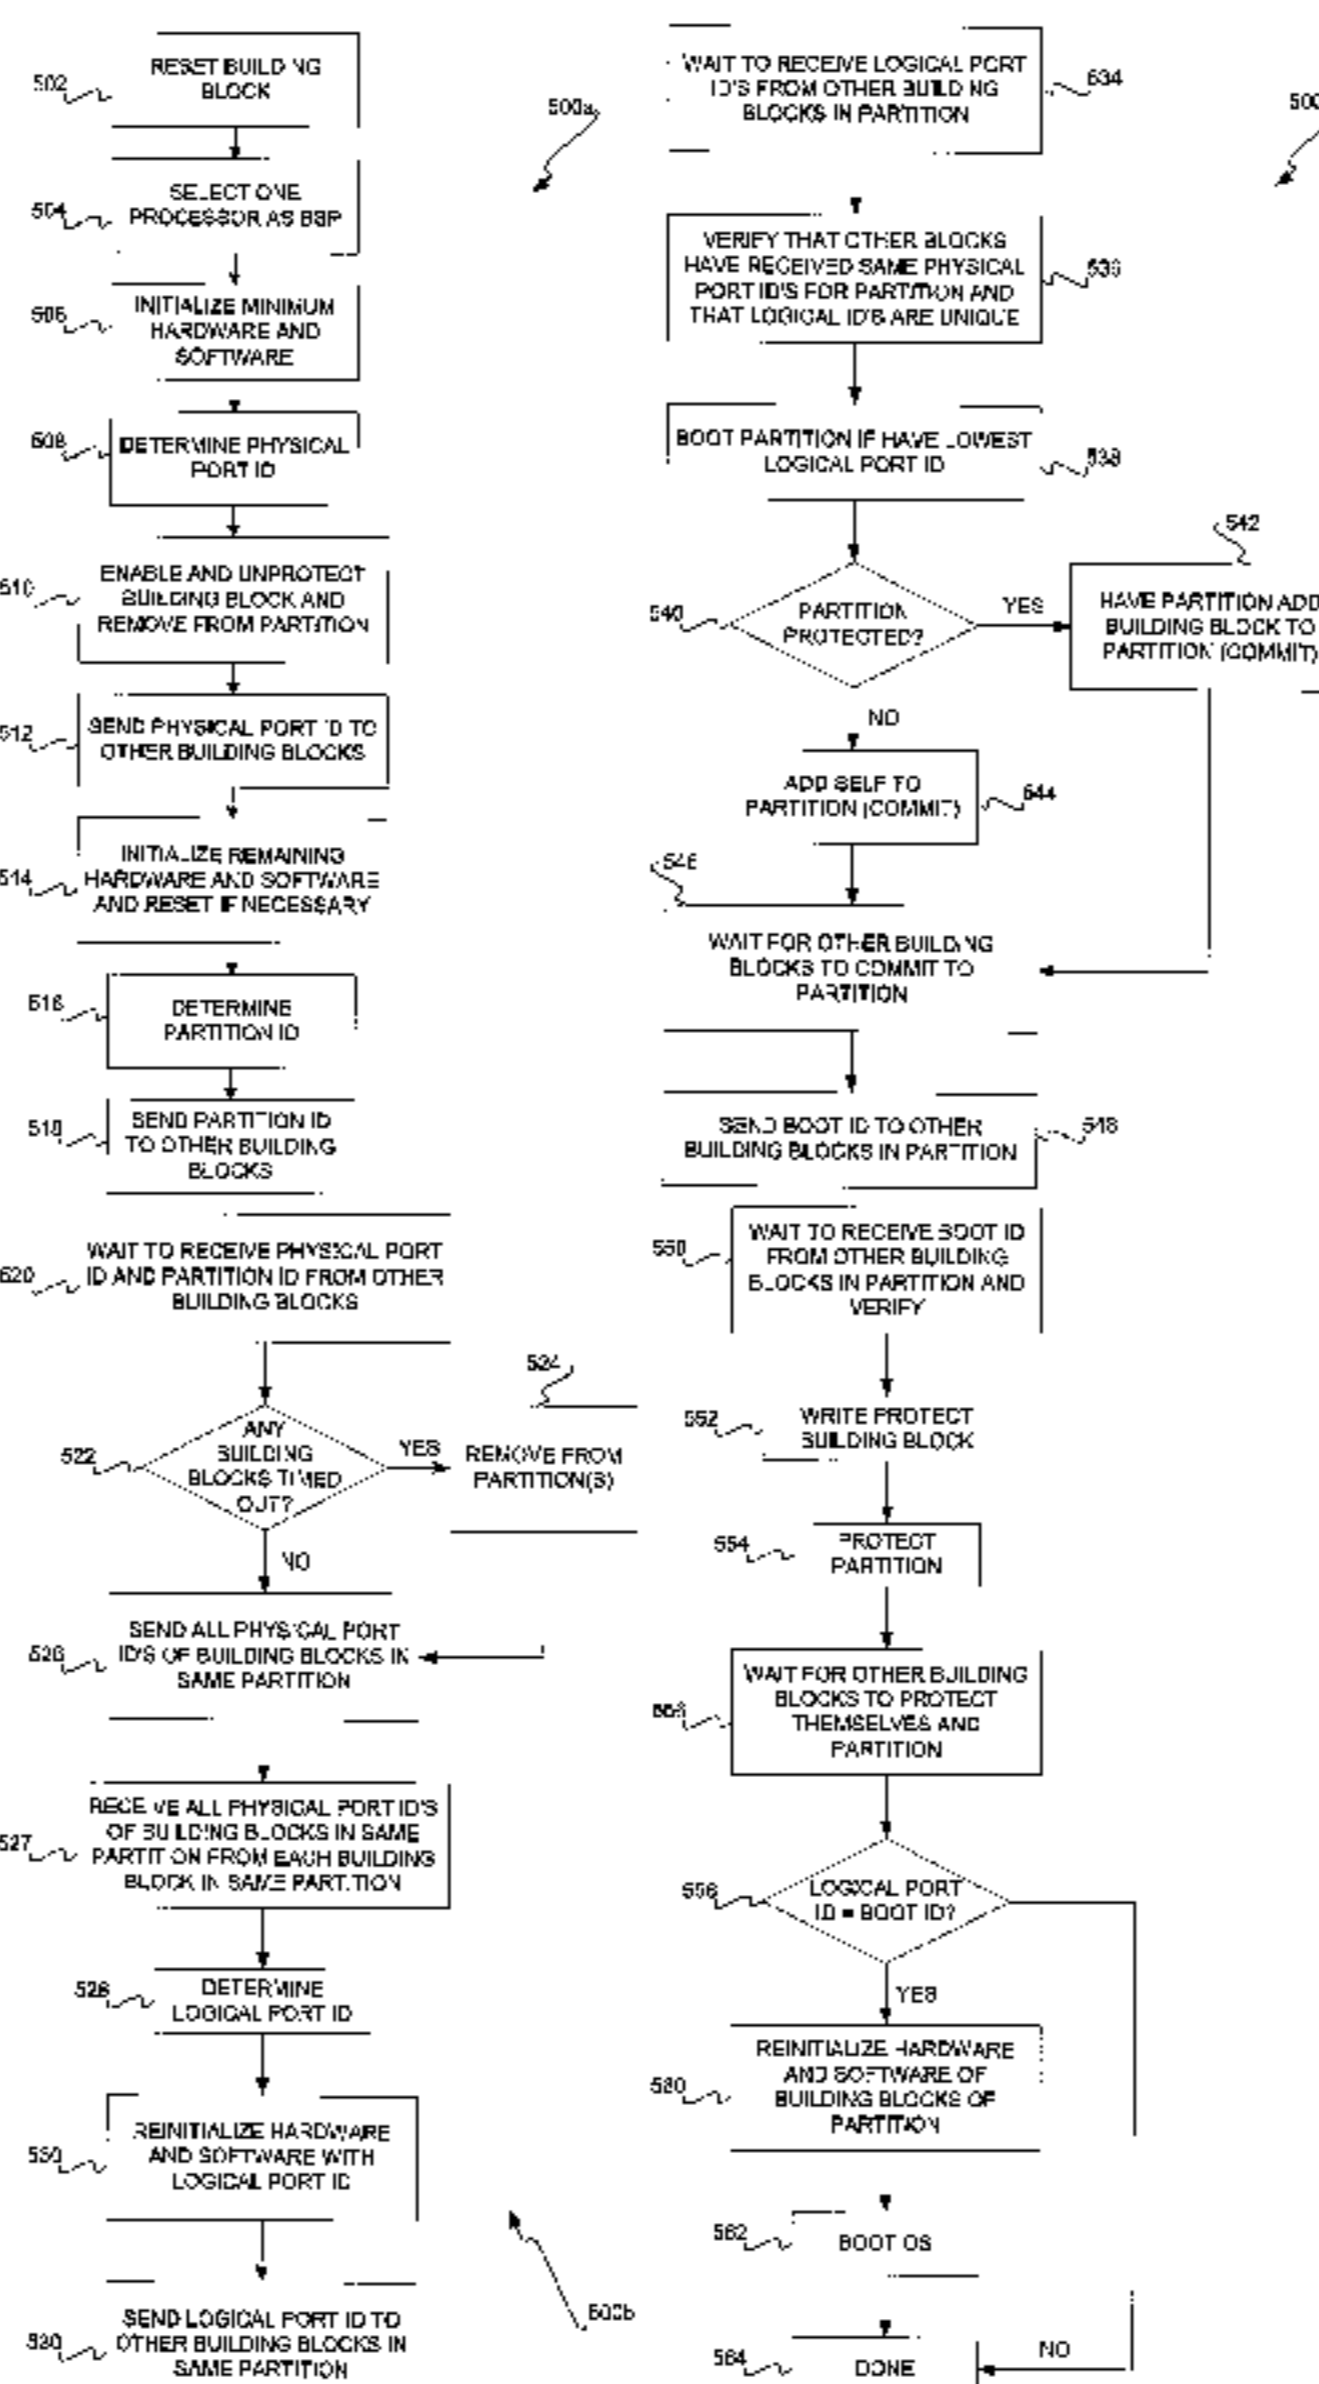 502
RESET BUILDING
BLOCK
504
SELECT ONE
PROCESSOR AS BSP
506
INITIALIZE MINIMUM
HARDWARE AND
SOFTWARE
508
DETERMINE PHYSICAL
PORT ID
510
ENABLE AND UNPROTECT
BUILDING BLOCK AND
REMOVE FROM PARTITION
512
SEND PHYSICAL PORT ID TO
OTHER BUILDING BLOCKS
514
INITIALIZE REMAINING
HARDWARE AND SOFTWARE
AND RESET IF NECESSARY
516
DETERMINE
PARTITION ID
518
SEND PARTITION ID
TO OTHER BUILDING
BLOCKS
520
WAIT TO RECEIVE PHYSICAL PORT
ID AND PARTITION ID FROM OTHER
BUILDING BLOCKS
522
ANY
BUILDING
BLOCKS TIMED
OUT?
YES
524
REMOVE FROM
PARTITION(S)
NO
526
SEND ALL PHYSICAL PORT
ID'S OF BUILDING BLOCKS IN
SAME PARTITION
527
RECEIVE ALL PHYSICAL PORT ID'S
OF BUILDING BLOCKS IN SAME
PARTITION FROM EACH BUILDING
BLOCK IN SAME PARTITION
528
DETERMINE
LOGICAL PORT ID
530
REINITIALIZE HARDWARE
AND SOFTWARE WITH
LOGICAL PORT ID
SEND LOGICAL PORT ID TO
OTHER BUILDING BLOCKS IN
SAME PARTITION
500a
500b
534
WAIT TO RECEIVE LOGICAL PORT
ID'S FROM OTHER BUILDING
BLOCKS IN PARTITION
500
536
VERIFY THAT OTHER BLOCKS
HAVE RECEIVED SAME PHYSICAL
PORT ID'S FOR PARTITION AND
THAT LOGICAL ID'S ARE UNIQUE
538
BOOT PARTITION IF HAVE LOWEST
LOGICAL PORT ID
540
PARTITION
PROTECTED?
YES
542
HAVE PARTITION ADD
BUILDING BLOCK TO
PARTITION (COMMIT)
NO
544
ADD SELF TO
PARTITION (COMMIT)
546
WAIT FOR OTHER BUILDING
BLOCKS TO COMMIT TO
PARTITION
548
SEND BOOT ID TO OTHER
BUILDING BLOCKS IN PARTITION
550
WAIT TO RECEIVE BOOT ID
FROM OTHER BUILDING
BLOCKS IN PARTITION AND
VERIFY
552
WRITE PROTECT
BUILDING BLOCK
554
PROTECT
PARTITION
WAIT FOR OTHER BUILDING
BLOCKS TO PROTECT
THEMSELVES AND
PARTITION
LOGICAL PORT
ID = BOOT ID?
YES
REINITIALIZE HARDWARE
AND SOFTWARE OF
BUILDING BLOCKS OF
PARTITION
562
BOOT OS
564
DONE
NO